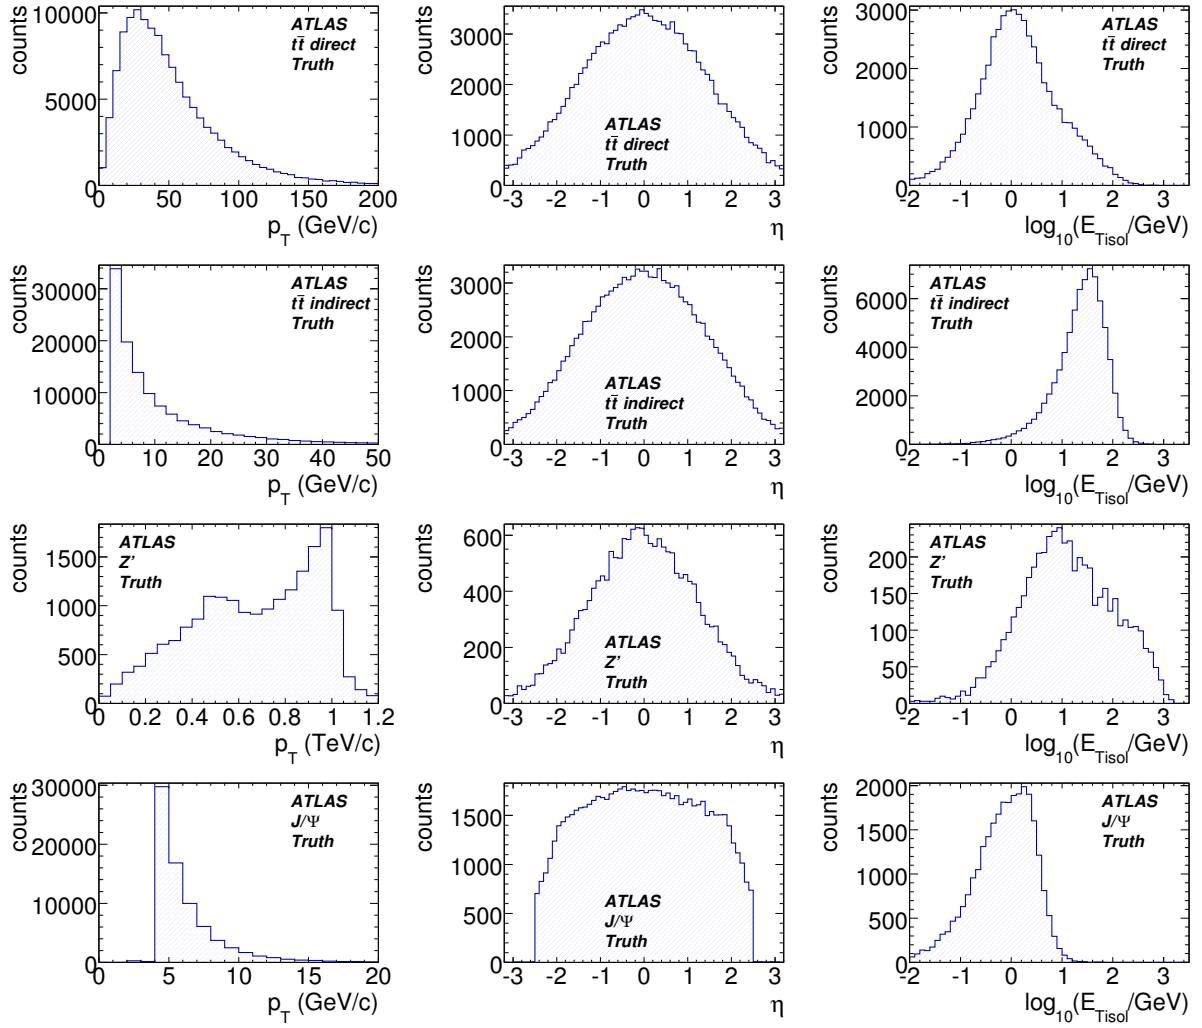 counts
10000
5000
0
ATLAS
tt̄ direct
Truth
0 50 100 150 200
p_T (GeV/c)
counts
3000
2000
1000
0
ATLAS
tt̄ direct
Truth
-3 -2 -1 0 1 2 3
η
counts
3000
2000
1000
0
ATLAS
tt̄ direct
Truth
-2 -1 0 1 2 3
log10(E_Tisol/GeV)
counts
30000
20000
10000
0
ATLAS
tt̄ indirect
Truth
0 10 20 30 40 50
p_T (GeV/c)
counts
3000
2000
1000
0
ATLAS
tt̄ indirect
Truth
-3 -2 -1 0 1 2 3
η
counts
6000
4000
2000
0
ATLAS
tt̄ indirect
Truth
-2 -1 0 1 2 3
log10(E_Tisol/GeV)
counts
1500
1000
500
0
ATLAS
Z'
Truth
0 0.2 0.4 0.6 0.8 1 1.2
p_T (TeV/c)
counts
600
400
200
0
ATLAS
Z'
Truth
-3 -2 -1 0 1 2 3
η
counts
200
150
100
50
0
ATLAS
Z'
Truth
-2 -1 0 1 2 3
log10(E_Tisol/GeV)
counts
30000
20000
10000
0
ATLAS
J/Ψ
Truth
5 10 15 20
p_T (GeV/c)
counts
1500
1000
500
0
ATLAS
J/Ψ
Truth
-3 -2 -1 0 1 2 3
η
counts
2000
1500
1000
500
0
ATLAS
J/Ψ
Truth
-2 -1 0 1 2 3
log10(E_Tisol/GeV)